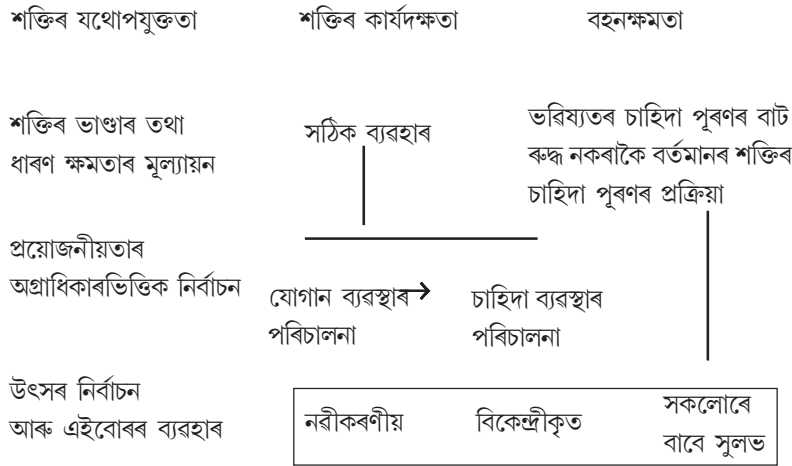 শক্তিৰ যথোপযুক্ততা
শক্তিৰ কাৰ্যদক্ষতা
বহনক্ষমতা
শক্তিৰ ভাণ্ডাৰ তথা
ধাৰণ ক্ষমতাৰ মূল্যায়ন
সঠিক ব্যৱহাৰ
ভৱিষ্যতৰ চাহিদা পূৰণৰ বাট
ৰুদ্ধ নকৰাকৈ বৰ্তমানৰ শক্তিৰ
চাহিদা পূৰণৰ প্ৰক্ৰিয়া
প্ৰয়োজনীয়তাৰ
অগ্ৰাধিকাৰভিত্তিক নিৰ্বাচন
যোগান ব্যৱস্থাৰ
পৰিচালনা
চাহিদা ব্যৱস্থাৰ
পৰিচালনা
উৎসৰ নিৰ্বাচন
আৰু এইবোৰৰ ব্যৱহাৰ
নৱীকৰণীয়
বিকেন্দ্ৰীকৃত
সকলোৰে
বাবে সুলভ